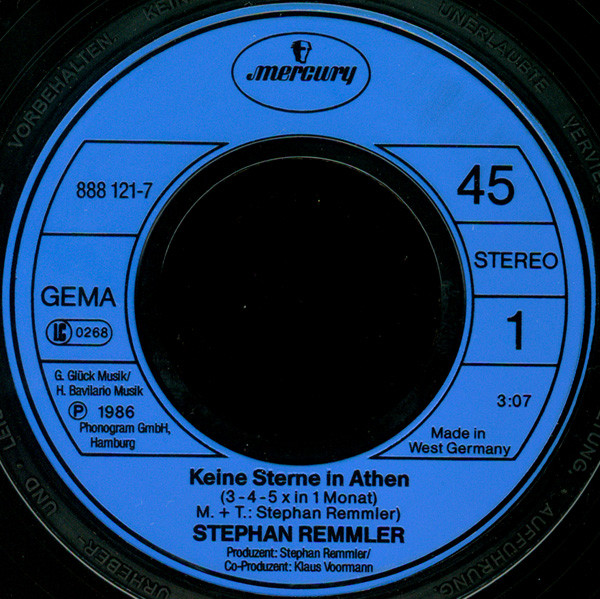 mercury
888 121-7
45
STEREO
GEMA
LC 0268
1
G. Glück Musik/
H. Bavilario Musik
Ⓟ 1986
Phonogram GmbH,
Hamburg
3:07
Made in
West Germany
Keine Sterne in Athen
(3-4-5 x in 1 Monat)
M. + T.: Stephan Remmler)
STEPHAN REMMLER
Produzent: Stephan Remmler/
Co-Produzent: Klaus Voormann
VORBEHALTEN.
UNERLAUBTE
AUFFÜHRUNG.
URHEBER-
UND